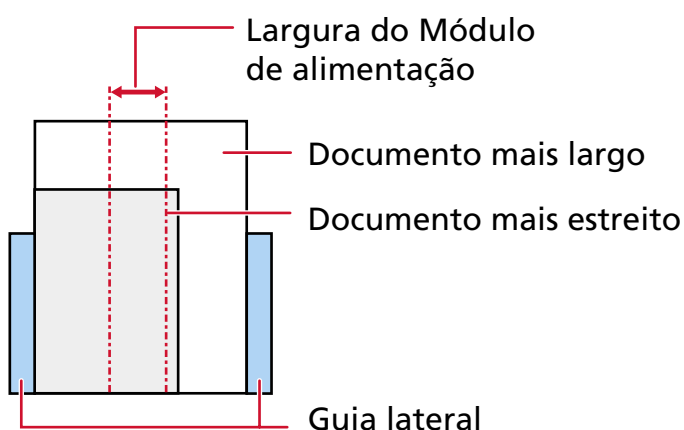 Largura do Módulo
de alimentação
Documento mais largo
Documento mais estreito
Guia lateral